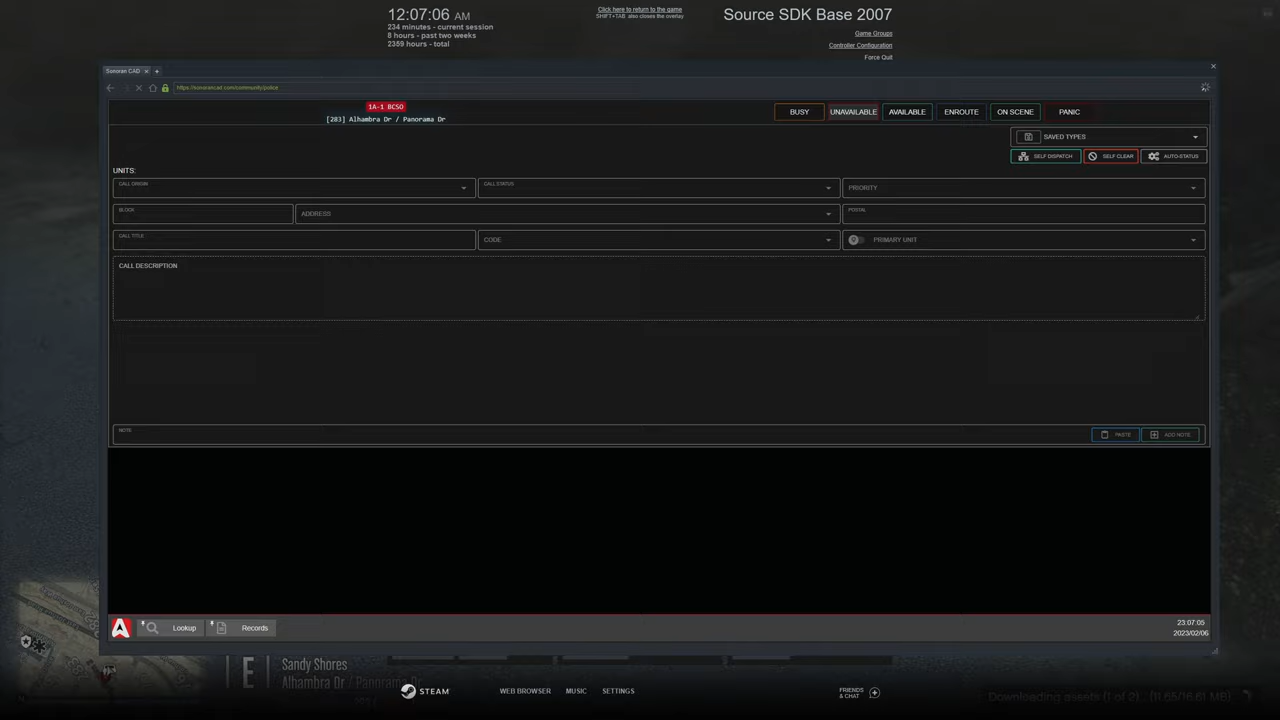 12:07:06 AM
234 minutes - current session
8 hours - past two weeks
2359 hours - total
Click here to return to the game
SHIFT+TAB also closes the overlay
Source SDK Base 2007
Game Groups
Controller Configuration
Force Quit
Sonoran CAD
https://sonorancad.com/community/police
1A-1 BCSO
[283] Alhambra Dr / Panorama Dr
BUSY
UNAVAILABLE
AVAILABLE
ENROUTE
ON SCENE
PANIC
SAVED TYPES
SELF DISPATCH
SELF CLEAR
AUTO-STATUS
UNITS:
CALL ORIGIN
CALL STATUS
PRIORITY
BLOCK
ADDRESS
POSTAL
CALL TITLE
CODE
PRIMARY UNIT
CALL DESCRIPTION
NOTE
PASTE
ADD NOTE
Lookup
Records
23:07:05
2023/02/06
E
Sandy Shores
Alhambra Dr / Panorama Dr
STEAM
WEB BROWSER
MUSIC
SETTINGS
FRIENDS
& CHAT
Downloading assets (1 of 2)... (11.65/16.61 MB)